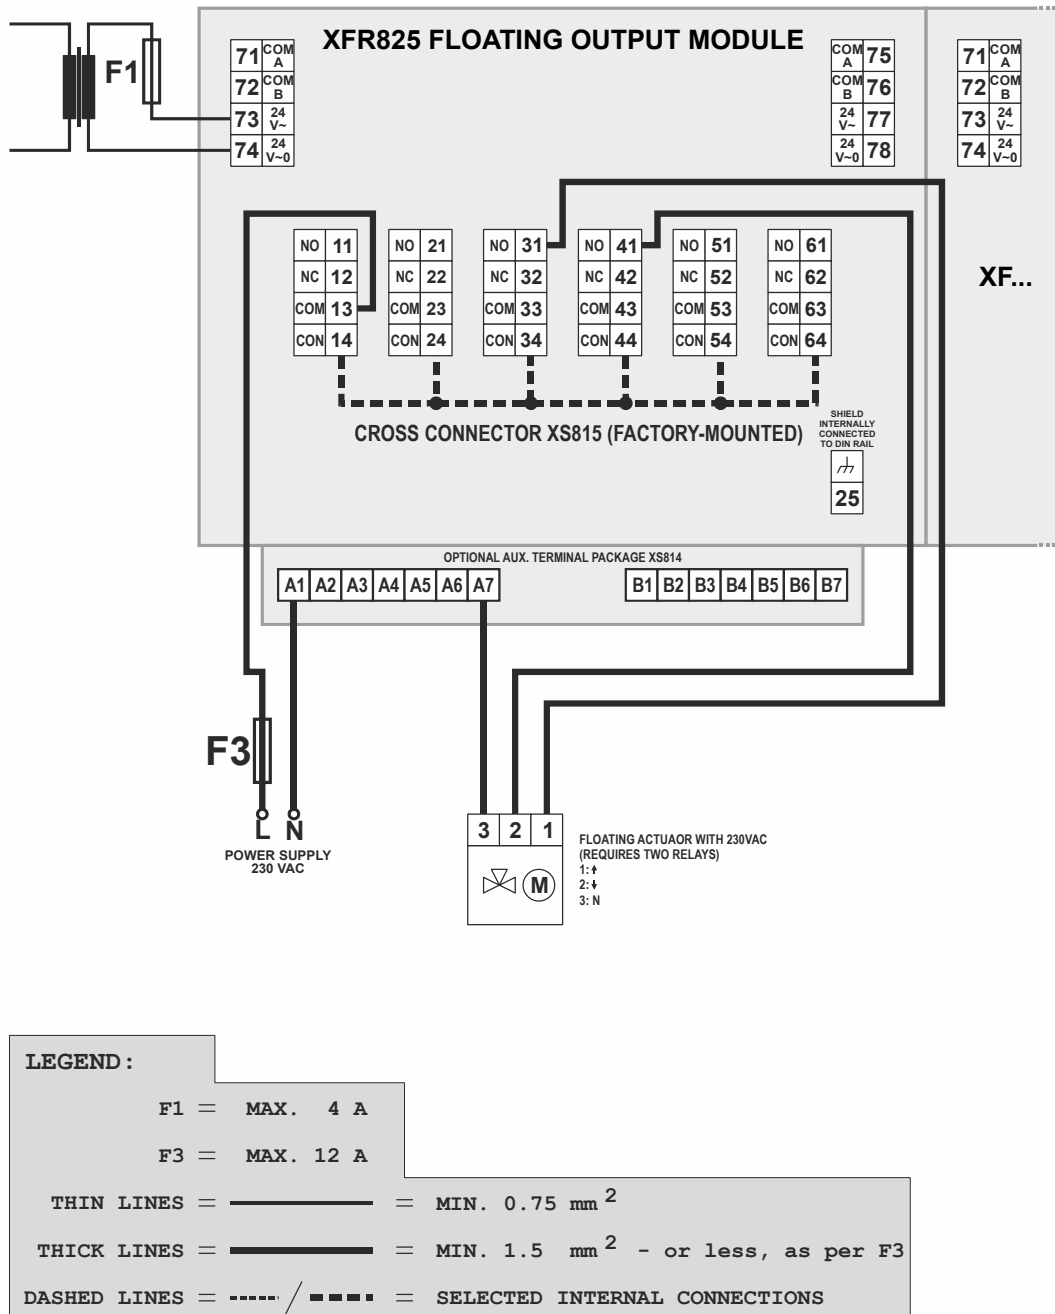 XFR825 FLOATING OUTPUT MODULE
F1
71 COM A
72 COM B
73 24 V~
74 24 V~0
COM A 75
COM B 76
24 V~ 77
24 V~0 78
71 COM A
72 COM B
73 24 V~
74 24 V~0
XF...
NO 11 NO 21 NO 31 NO 41 NO 51 NO 61
NC 12 NC 22 NC 32 NC 42 NC 52 NC 62
COM 13 COM 23 COM 33 COM 43 COM 53 COM 63
CON 14 CON 24 CON 34 CON 44 CON 54 CON 64
CROSS CONNECTOR XS815 (FACTORY-MOUNTED)
SHIELD
INTERNALLY
CONNECTED
TO DIN RAIL
25
OPTIONAL AUX. TERMINAL PACKAGE XS814
A1 A2 A3 A4 A5 A6 A7 B1 B2 B3 B4 B5 B6 B7
F3
L N
POWER SUPPLY
230 VAC
3 2 1
M
FLOATING ACTUAOR WITH 230VAC
(REQUIRES TWO RELAYS)
1: ↑
2: ↓
3: N
LEGEND:
F1 = MAX. 4 A
F3 = MAX. 12 A
THIN LINES = = MIN. 0.75 mm²
THICK LINES = = MIN. 1.5 mm² - or less, as per F3
DASHED LINES = / = SELECTED INTERNAL CONNECTIONS